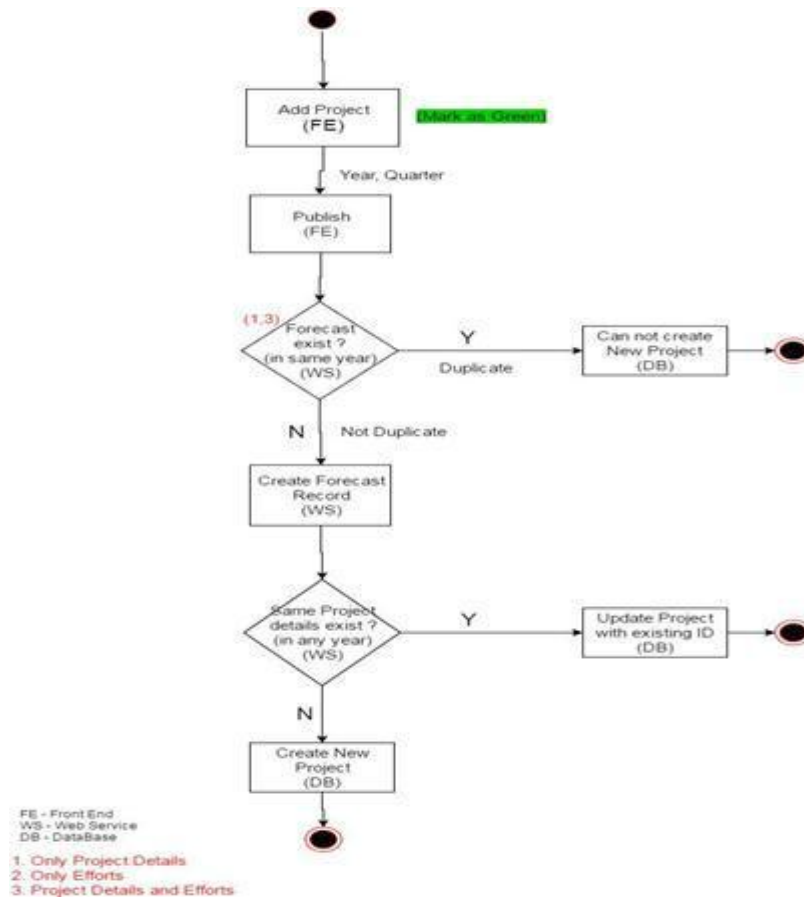 Add Project
(FE)
(Mark as Green)
Year, Quarter
Publish
(FE)
(1,3)
Forecast
exist ?
(in same year)
(WS)
Y
Duplicate
Can not create
New Project
(DB)
N
Not Duplicate
Create Forecast
Record
(WS)
Same Project
details exist ?
(in any year)
(WS)
Y
Update Project
with existing ID
(DB)
N
Create New
Project
(DB)
FE - Front End
WS - Web Service
DB - DataBase
1. Only Project Details
2. Only Efforts
3. Project Details and Efforts